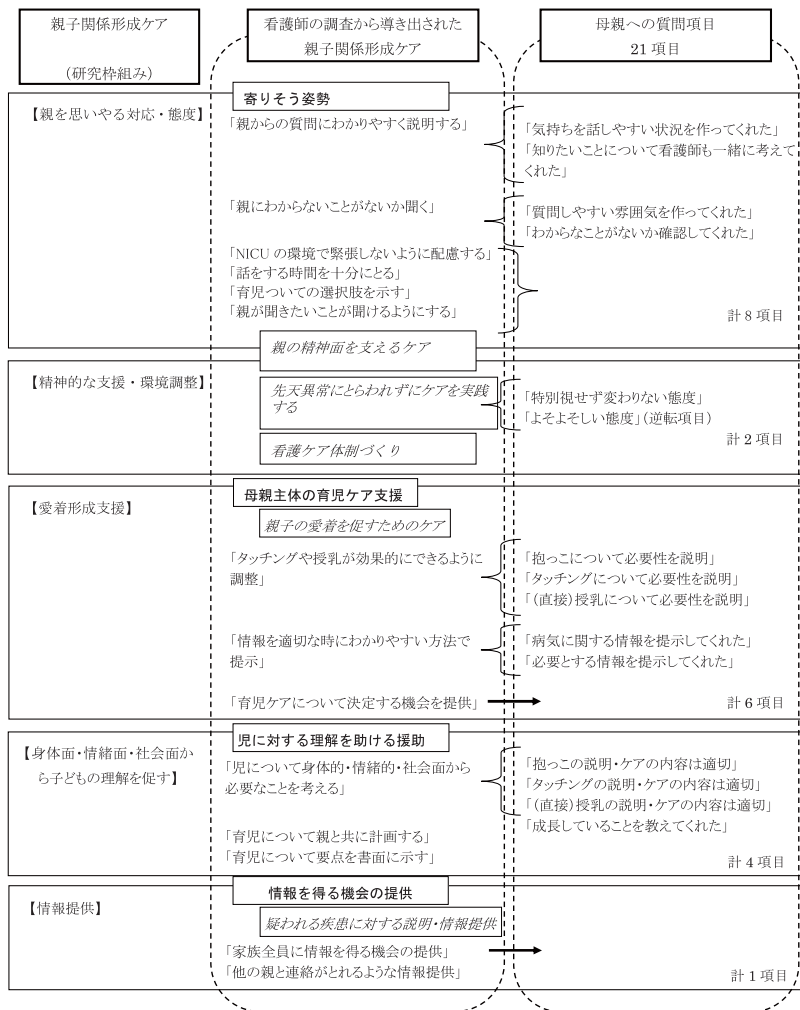 親子関係形成ケア
(研究枠組み)
看護師の調査から導き出された
親子関係形成ケア
母親への質問項目
21 項目
寄りそう姿勢
【親を思いやる対応・態度】
「親からの質問にわかりやすく説明する」
「気持ちを話しやすい状況を作ってくれた」
「知りたいことについて看護師も一緒に考えて
くれた」
「親にわからないことがないか聞く」
「質問しやすい雰囲気を作ってくれた」
「わからなことがないか確認してくれた」
「NICU の環境で緊張しないように配慮する」
「話をする時間を十分にとる」
「育児ついての選択肢を示す」
「親が聞きたいことが聞けるようにする」
計 8 項目
親の精神面を支えるケア
【精神的な支援・環境調整】
先天異常にとらわれずにケアを実践
する
「特別視せず変わりない態度」
「よそよそしい態度」(逆転項目)
計 2 項目
看護ケア体制づくり
母親主体の育児ケア支援
【愛着形成支援】
親子の愛着を促すためのケア
「タッチングや授乳が効果的にできるように
調整」
「抱っこについて必要性を説明」
「タッチングについて必要性を説明」
「(直接)授乳について必要性を説明」
「情報を適切な時にわかりやすい方法で
提示」
「病気に関する情報を提示してくれた」
「必要とする情報を提示してくれた」
「育児ケアについて決定する機会を提供」
計 6 項目
児に対する理解を助ける援助
【身体面・情緒面・社会面か
ら子どもの理解を促す】
「児について身体的・情緒的・社会面から
必要なことを考える」
「抱っこの説明・ケアの内容は適切」
「タッチングの説明・ケアの内容は適切」
「(直接)授乳の説明・ケアの内容は適切」
「成長していることを教えてくれた」
「育児について親と共に計画する」
「育児について要点を書面に示す」
計 4 項目
情報を得る機会の提供
【情報提供】
疑われる疾患に対する説明・情報提供
「家族全員に情報を得る機会の提供」
「他の親と連絡がとれるような情報提供」
計 1 項目